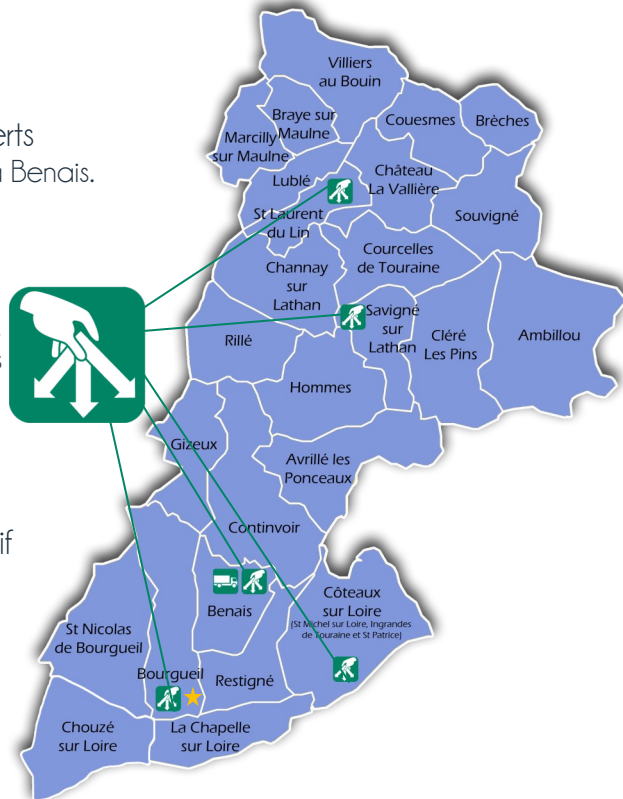 Villiers
au Bouin
Braye sur
Maulne
Couesmes
Brèches
erts
Marcilly
sur Maulne
Benais.
Château
La Vallière
Lublé
Souvigné
St Laurent
du Lin
Courcelles
de Touraine
Channay
sur
Lathan
Savigné
sur
Lathan
Rillé
Cléré
Les Pins
Ambillou
s
Hommes
Gizeux
Avrillé les
Ponceaux
Continvoir
if
Côteaux
sur Loire
(St Michel sur Loire, Ingrandes
de Touraine et St Patrice)
Benais
St Nicolas
de Bourgueil
Bourgueil
Restigné
Chouzé
sur Loire
La Chapelle
sur Loire